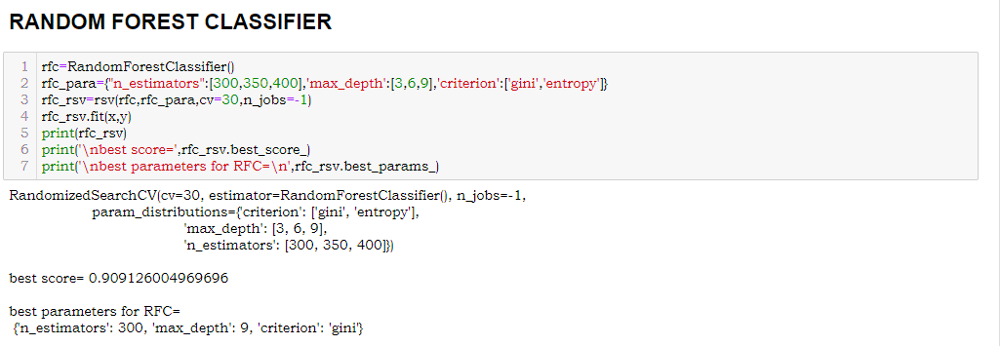 RANDOM FOREST CLASSIFIER
1 rfc=RandomForestClassifier()
2 rfc_para={"n_estimators":[300,350,400],'max_depth':[3,6,9],'criterion':['gini','entropy']}
3 rfc_rsv=rsv(rfc,rfc_para,cv=30,n_jobs=-1)
4 rfc_rsv.fit(x,y)
5 print(rfc_rsv)
6 print('\nbest score=',rfc_rsv.best_score_)
7 print('\nbest parameters for RFC=\n',rfc_rsv.best_params_)
RandomizedSearchCV(cv=30, estimator=RandomForestClassifier(), n_jobs=-1,
param_distributions={'criterion': ['gini', 'entropy'],
'max_depth': [3, 6, 9],
'n_estimators': [300, 350, 400]})
best score= 0.909126004969696
best parameters for RFC=
{'n_estimators': 300, 'max_depth': 9, 'criterion': 'gini'}